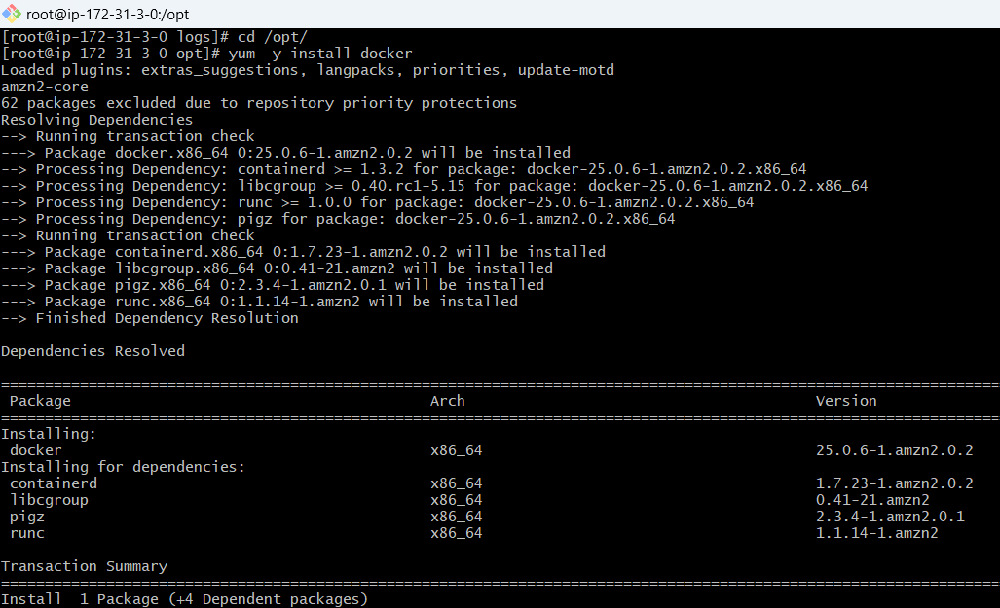 root@ip-172-31-3-0:/opt
[root@ip-172-31-3-0 logs]# cd /opt/
[root@ip-172-31-3-0 opt]# yum -y install docker
Loaded plugins: extras_suggestions, langpacks, priorities, update-motd
amzn2-core
62 packages excluded due to repository priority protections
Resolving Dependencies
--> Running transaction check
---> Package docker.x86_64 0:25.0.6-1.amzn2.0.2 will be installed
--> Processing Dependency: containerd >= 1.3.2 for package: docker-25.0.6-1.amzn2.0.2.x86_64
--> Processing Dependency: libcgroup >= 0.40.rc1-5.15 for package: docker-25.0.6-1.amzn2.0.2.x86_64
--> Processing Dependency: runc >= 1.0.0 for package: docker-25.0.6-1.amzn2.0.2.x86_64
--> Processing Dependency: pigz for package: docker-25.0.6-1.amzn2.0.2.x86_64
--> Running transaction check
---> Package containerd.x86_64 0:1.7.23-1.amzn2.0.2 will be installed
---> Package libcgroup.x86_64 0:0.41-21.amzn2 will be installed
---> Package pigz.x86_64 0:2.3.4-1.amzn2.0.1 will be installed
---> Package runc.x86_64 0:1.1.14-1.amzn2 will be installed
--> Finished Dependency Resolution
Dependencies Resolved
==================================================================================================================
Package Arch Version
==================================================================================================================
Installing:
docker x86_64 25.0.6-1.amzn2.0.2
Installing for dependencies:
containerd x86_64 1.7.23-1.amzn2.0.2
libcgroup x86_64 0.41-21.amzn2
pigz x86_64 2.3.4-1.amzn2.0.1
runc x86_64 1.1.14-1.amzn2
Transaction Summary
==================================================================================================================
Install 1 Package (+4 Dependent packages)